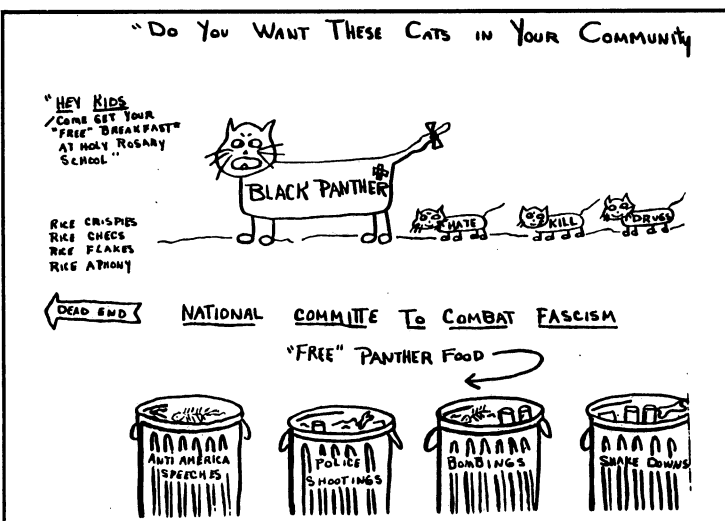 "DO YOU WANT THESE CATS IN YOUR COMMUNITY
"HEY KIDS
COME GET YOUR
"FREE" BREAKFAST"
AT HOLY ROSARY
SCHOOL"
BLACK PANTHER
HATE
KILL
DRUGS
RICE CRISPIES
RICE CHECS
RICE FLAKES
RICE APHONY
DEAD END
NATIONAL COMMITTE TO COMBAT FASCISM
"FREE" PANTHER FOOD
ANTI AMERICA
SPEECHES
POLICE
SHOOTINGS
BOMBINGS
SHAKE DOWNS